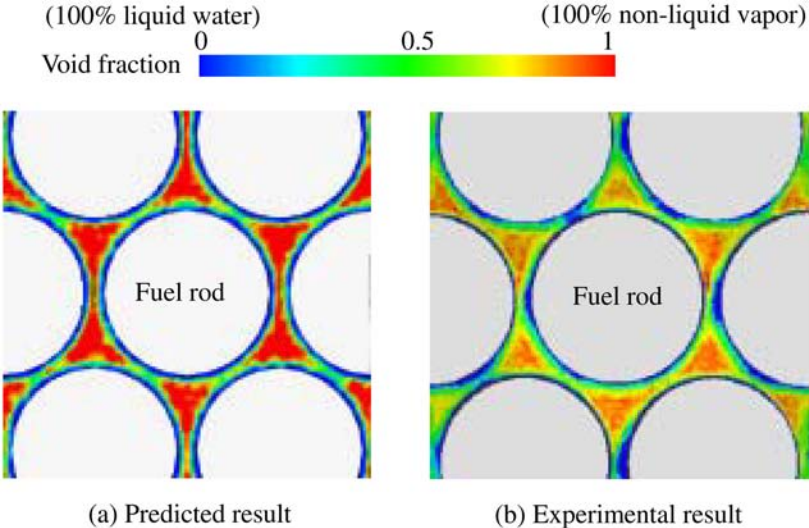 (100% liquid water) (100% non-liquid vapor)
0 0.5 1
Void fraction
Fuel rod Fuel rod
(a) Predicted result (b) Experimental result